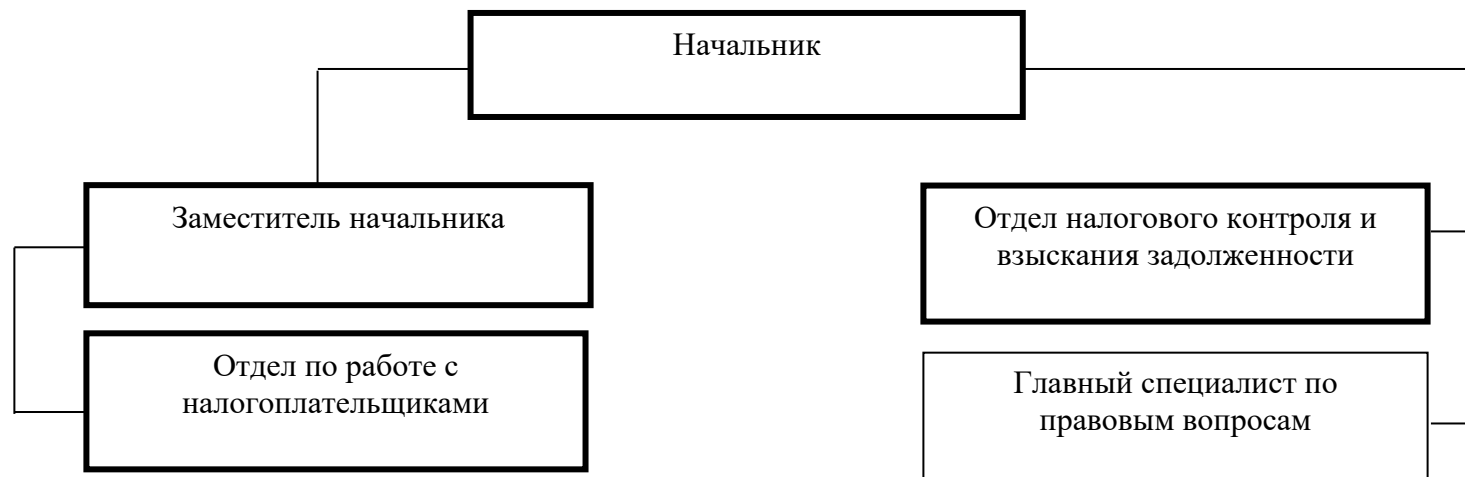 Начальник
Заместитель начальника
Отдел по работе с
налогоплательщиками
Отдел налогового контроля и
взыскания задолженности
Главный специалист по
правовым вопросам